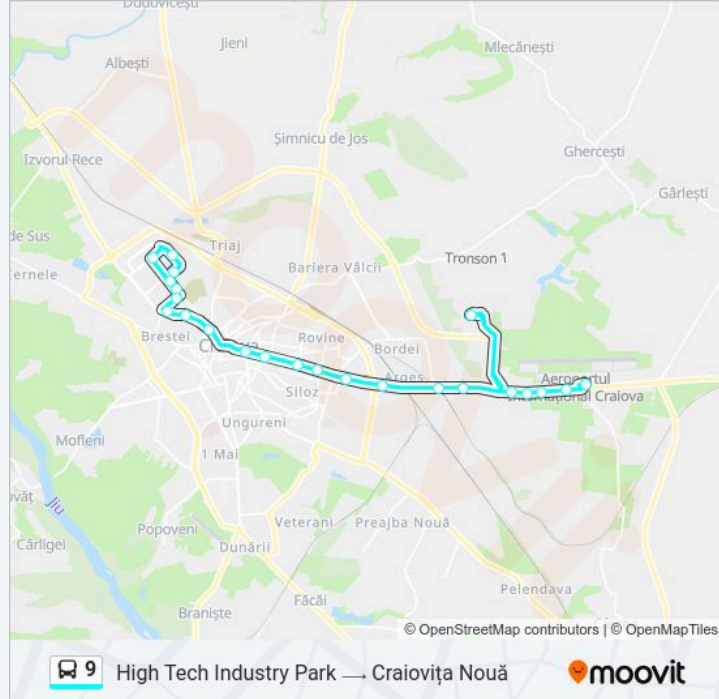 Dudovicești
Jieni
Mlecănești
Albești
Șimnicu de Jos
Ghercești
Izvorul Rece
Gârlești
de Sus
Triaj
Tronson 1
Bariera Vâlcii
Cernele
Brestei
Rovine
Bordei
Argeș
Aeroportul
Internațional Craiova
Siloz
Ungureni
Mofleni
1 Mai
Jiu
Popoveni
Veterani
Preajba Nouă
Cârligei
Dunării
Pelendava
Făcăi
Braniște
© OpenStreetMap contributors | © OpenMapTiles
9 High Tech Industry Park → Craiovița Nouă
moovit